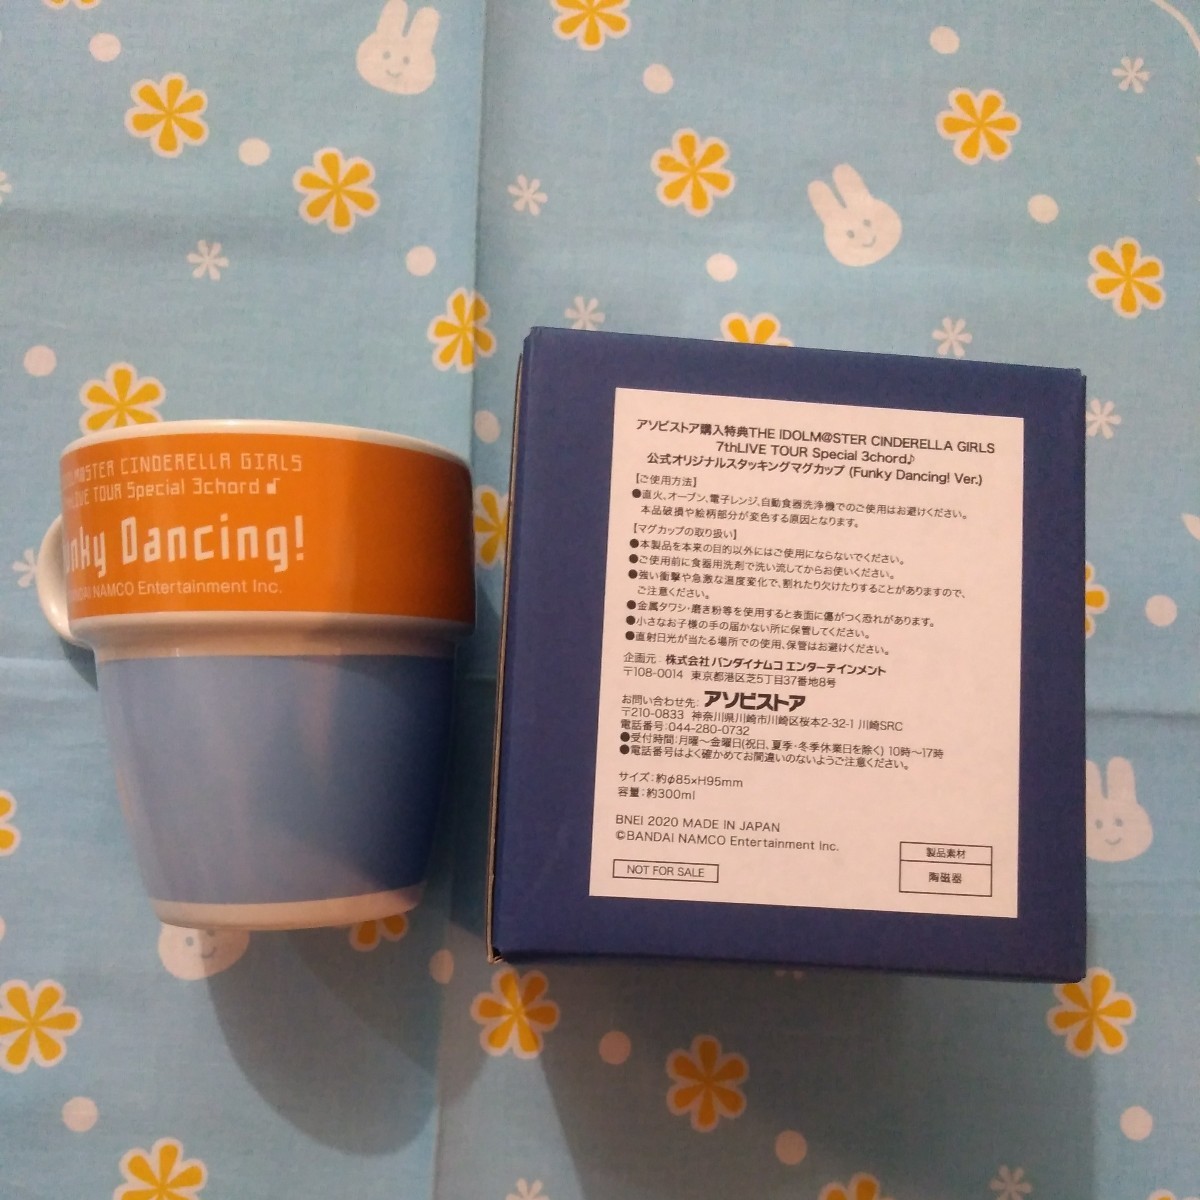 CINDERELLA GIRLS
LIVE TOUR Special 3chord♪
Dancing!
NAMCO Entertainment Inc.
アソビストア購入特典THE IDOLM@STER CINDERELLA GIRLS
7thLIVE TOUR Special 3chord♪
公式オリジナルスタッキングマグカップ (Funky Dancing! Ver.)
【ご使用方法】
●直火、オーブン、電子レンジ、自動食器洗浄機でのご使用はお避けください。
本品破損や絵柄部分が変色する原因となります。
【マグカップの取り扱い】
●本製品を本来の目的以外にはご使用にならないでください。
●ご使用前に食器用洗剤で洗い流してからお使いください。
●強い衝撃や急激な温度変化で、割れたり欠けたりすることがありますので、
ご注意ください。
●金属タワシ・磨き粉等を使用すると表面に傷がつく恐れがあります。
●小さなお子様の手の届かない所に保管してください。
●直射日光が当たる場所での使用、保管はお避けください。
企画元：株式会社 バンダイナムコ エンターテインメント
〒108-0014 東京都港区芝5丁目37番地8号
お問い合わせ先：アソビストア
〒210-0833 神奈川県川崎市川崎区桜本2-32-1 川崎SRC
電話番号：044-280-0732
●受付時間：月曜～金曜日(祝日、夏季・冬季休業日を除く) 10時～17時
●電話番号はよく確かめてお間違いのないようご注意ください。
サイズ：約φ85×H95mm
容量：約300ml
BNEI 2020 MADE IN JAPAN
©BANDAI NAMCO Entertainment Inc.
NOT FOR SALE
製品素材
陶磁器